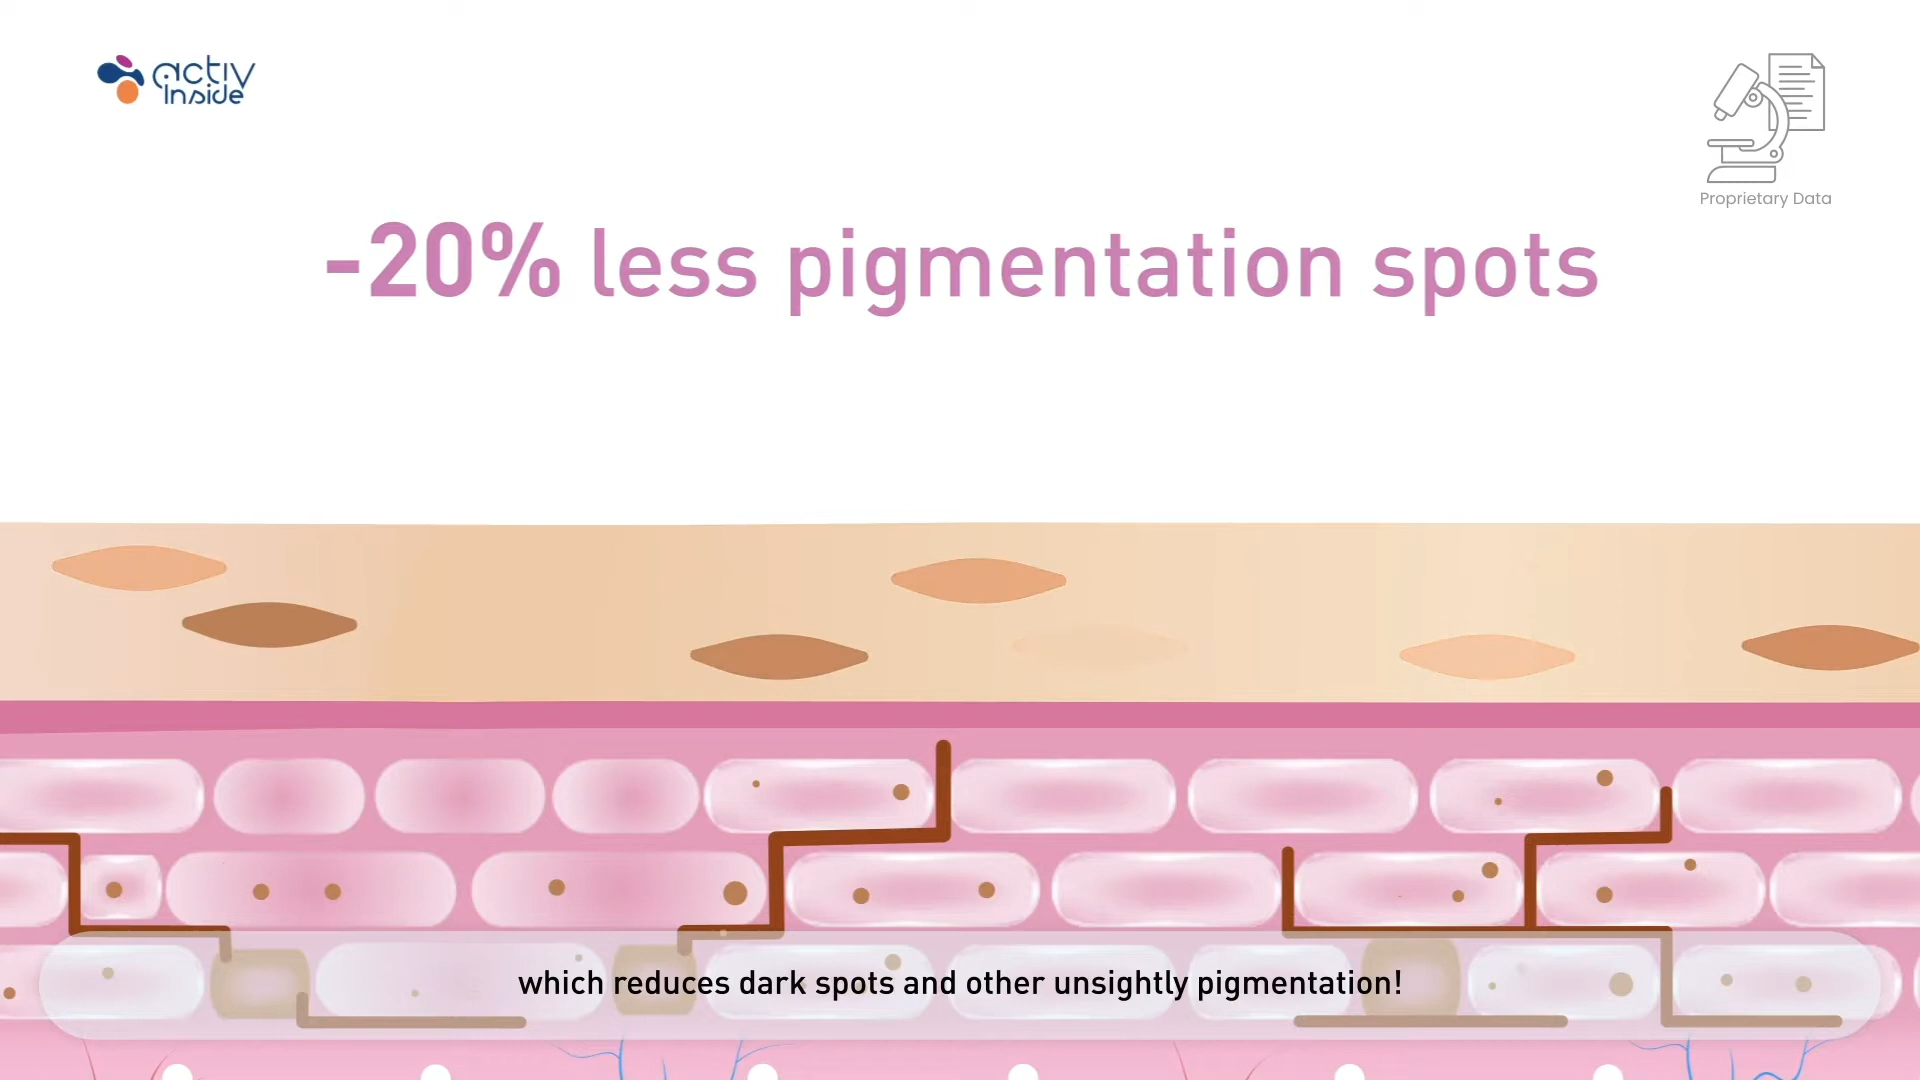 activ
inside
Proprietary Data
-20% less pigmentation spots
which reduces dark spots and other unsightly pigmentation!